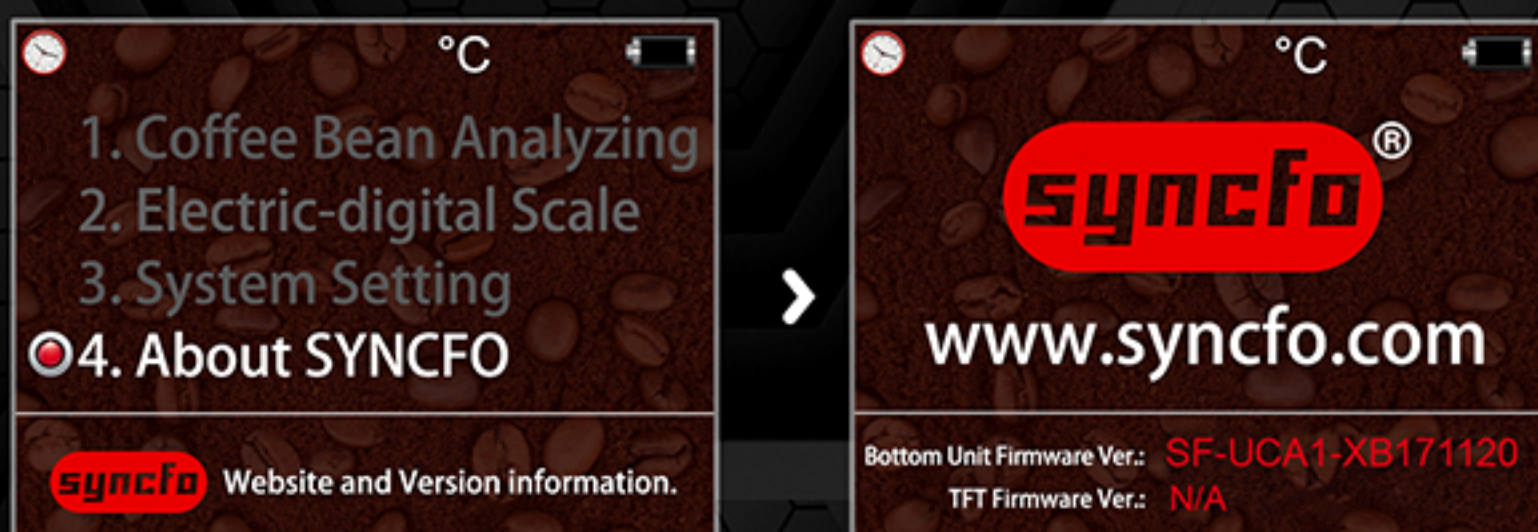 °C
1. Coffee Bean Analyzing
2. Electric-digital Scale
3. System Setting
4. About SYNCFO
syncfo Website and Version information.
°C
syncfo®
www.syncfo.com
Bottom Unit Firmware Ver.: SF-UCA1-XB171120
TFT Firmware Ver.: N/A